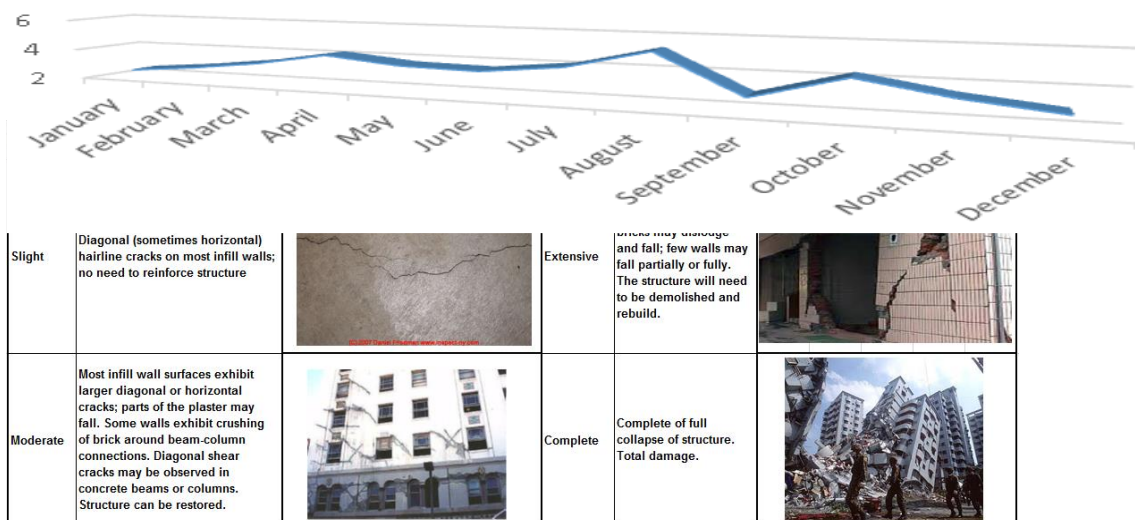 6
4
2
January
February
March
April
May
June
July
August
September
October
November
December
Slight
Diagonal (sometimes horizontal)
hairline cracks on most infill walls;
no need to reinforce structure
Extensive
bricks may dislodge
and fall; few walls may
fall partially or fully.
The structure will need
to be demolished and
rebuild.
Moderate
Most infill wall surfaces exhibit
larger diagonal or horizontal
cracks; parts of the plaster may
fall. Some walls exhibit crushing
of brick around beam-column
connections. Diagonal shear
cracks may be observed in
concrete beams or columns.
Structure can be restored.
Complete
Complete of full
collapse of structure.
Total damage.